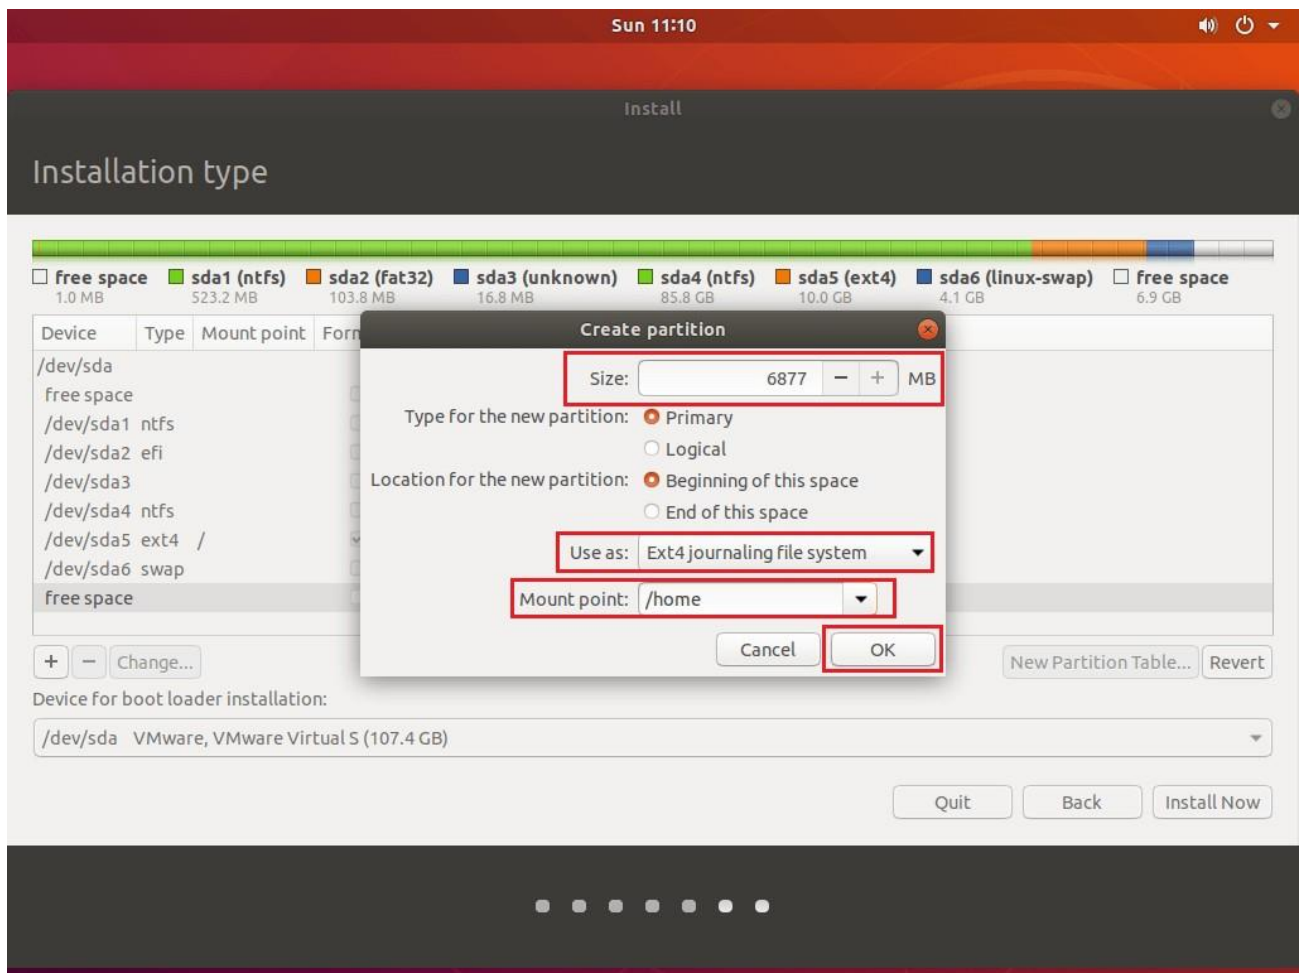 Sun 11:10
Install
Installation type
free space sda1 (ntfs) sda2 (fat32) sda3 (unknown) sda4 (ntfs) sda5 (ext4) sda6 (linux-swap) free space
1.0 MB 523.2 MB 103.8 MB 16.8 MB 85.8 GB 10.0 GB 4.1 GB 6.9 GB
Device Type Mount point Forn
/dev/sda
free space
/dev/sda1 ntfs
/dev/sda2 efi
/dev/sda3
/dev/sda4 ntfs
/dev/sda5 ext4 /
/dev/sda6 swap
free space
Create partition
Size: 6877 − + MB
Type for the new partition: Primary
Logical
Location for the new partition: Beginning of this space
End of this space
Use as: Ext4 journaling file system
Mount point: /home
Cancel OK
+ − Change... New Partition Table... Revert
Device for boot loader installation:
/dev/sda VMware, VMware Virtual S (107.4 GB)
Quit Back Install Now